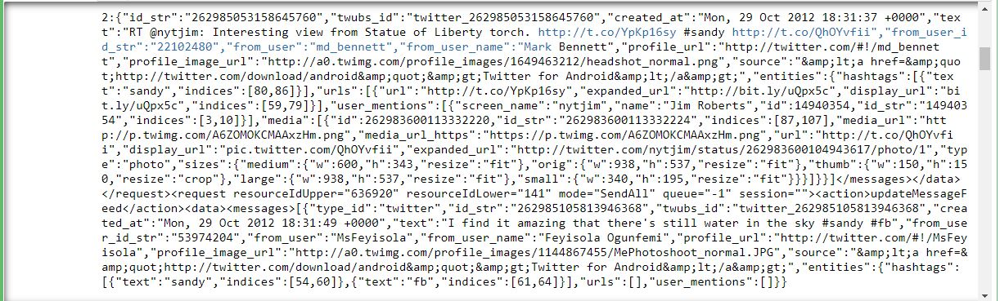 2:{"id_str":"262985053158645760","twubs_id":"twitter_262985053158645760","created_at":"Mon, 29 Oct 2012 18:31:37 +0000","tex
t":"RT @nytjim: Interesting view from Statue of Liberty torch. http://t.co/YpKp16sy #sandy http://t.co/QhOYvfii","from_user_i
d_str":"22102480","from_user":"md_bennett","from_user_name":"Mark Bennett","profile_url":"http://twitter.com/#!/md_bennet
t","profile_image_url":"http://a0.twimg.com/profile_images/1649463212/headshot_normal.png","source":"&amp;lt;a href=&amp;quo
t;http://twitter.com/download/android&amp;quot;&amp;gt;Twitter for Android&amp;lt;/a&amp;gt;","entities":{"hashtags":[{"tex
t":"sandy","indices":[80,86]}],"urls":[{"url":"http://t.co/YpKp16sy","expanded_url":"http://bit.ly/uQpx5c","display_url":"bi
t.ly/uQpx5c","indices":[59,79]}],"user_mentions":[{"screen_name":"nytjim","name":"Jim Roberts","id":14940354,"id_str":"14940
354","indices":[3,10]}],"media":[{"id":262983600113332220,"id_str":"262983600113332224","indices":[87,107],"media_url":"htt
p://p.twimg.com/A6ZOMOKCMAAxzHm.png","media_url_https":"https://p.twimg.com/A6ZOMOKCMAAxzHm.png","url":"http://t.co/QhOYvfi
i","display_url":"pic.twitter.com/QhOYvfii","expanded_url":"http://twitter.com/nytjim/status/262983600104943617/photo/1","typ
e":"photo","sizes":{"medium":{"w":600,"h":343,"resize":"fit"},"orig":{"w":938,"h":537,"resize":"fit"},"thumb":{"w":150,"h":15
0,"resize":"crop"},"large":{"w":938,"h":537,"resize":"fit"},"small":{"w":340,"h":195,"resize":"fit"}}}]}}]</messages></data>
</request><request resourceIdUpper="636920" resourceIdLower="141" mode="SendAll" queue="-1" session=""><action>updateMessageF
eed</action><data><messages>[{"type_id":"twitter","id_str":"262985105813946368","twubs_id":"twitter_262985105813946368","crea
ted_at":"Mon, 29 Oct 2012 18:31:49 +0000","text":"I find it amazing that there's still water in the sky #sandy #fb","from_use
r_id_str":"53974204","from_user":"MsFeyisola","from_user_name":"Feyisola Ogunfemi","profile_url":"http://twitter.com/#!/MsFey
isola","profile_image_url":"http://a0.twimg.com/profile_images/1144867455/MePhotoshoot_normal.JPG","source":"&amp;lt;a href=&
amp;quot;http://twitter.com/download/android&amp;quot;&amp;gt;Twitter for Android&amp;lt;/a&amp;gt;","entities":{"hashtags":
[{"text":"sandy","indices":[54,60]},{"text":"fb","indices":[61,64]}],"urls":[],"user_mentions":[]}}